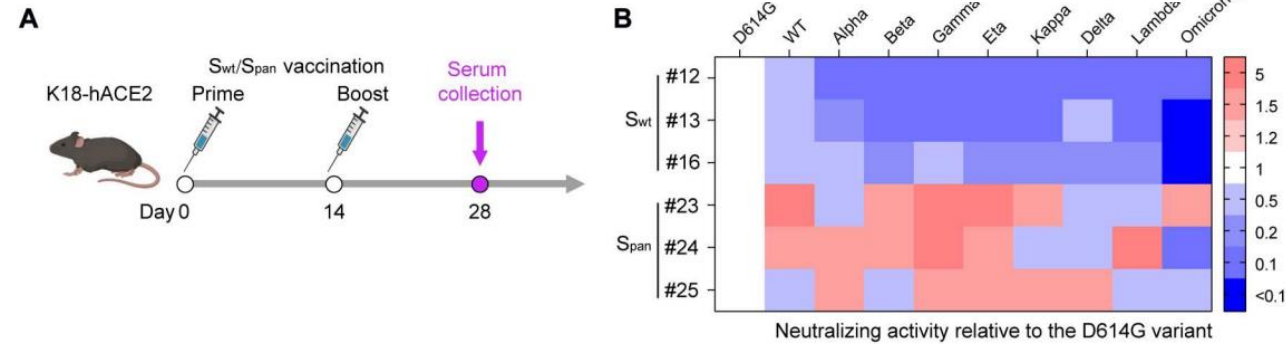 A
Swt/Span vaccination
K18-hACE2
Prime
Boost
Serum
collection
Day 0
14
28
B
D614G
WT
Alpha
Beta
Gamma
Eta
Kappa
Delta
Lambda
Omicron
Swt
#12
#13
#16
Span
#23
#24
#25
5
1.5
1.2
1
0.5
0.2
0.1
<0.1
Neutralizing activity relative to the D614G variant